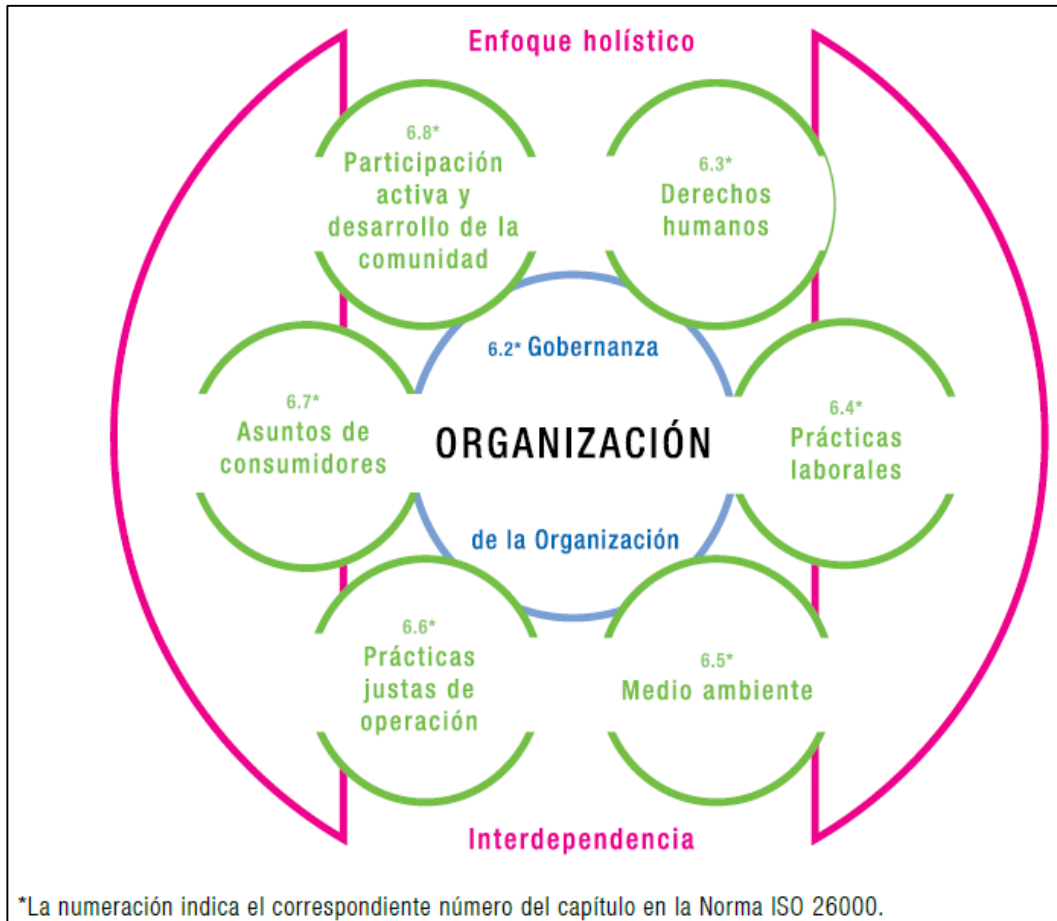 Enfoque holístico
6.8*
Participación
activa y
desarrollo de la
comunidad
6.3*
Derechos
humanos
6.2* Gobernanza
6.7*
Asuntos de
consumidores
ORGANIZACIÓN
6.4*
Prácticas
laborales
de la Organización
6.6*
Prácticas
justas de
operación
6.5*
Medio ambiente
Interdependencia
*La numeración indica el correspondiente número del capítulo en la Norma ISO 26000.